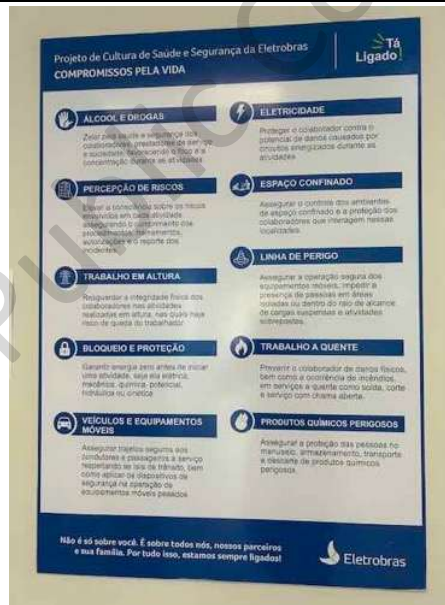 Projeto de Cultura de Saúde e Segurança da Eletrobras
COMPROMISSOS PELA VIDA
Tá
Ligado!
ÁLCOOL E DROGAS
Zelar pela saúde e segurança dos
colaboradores, prestadores de serviço
e sociedade, favorecendo o foco e a
concentração durante as atividades.
PERCEPÇÃO DE RISCOS
Elevar a consciência sobre os riscos
envolvidos em cada atividade,
assegurando o cumprimento dos
procedimentos, treinamentos,
autorizações e o reporte dos
incidentes.
TRABALHO EM ALTURA
Resguardar a integridade física dos
colaboradores nas atividades
realizadas em altura, nas quais haja
risco de queda do trabalhador.
BLOQUEIO E PROTEÇÃO
Garantir energia zero antes de iniciar
uma atividade, seja ela elétrica,
mecânica, química, potencial,
hidráulica ou cinética.
VEÍCULOS E EQUIPAMENTOS
MÓVEIS
Assegurar trajetos seguros aos
condutores e passageiros a serviço
respeitando as leis de trânsito, bem
como aplicar os dispositivos de
segurança na operação de
equipamentos móveis pesados.
ELETRICIDADE
Proteger o colaborador contra o
potencial de danos causados por
circuitos energizados durante as
atividades.
ESPAÇO CONFINADO
Assegurar o controle dos ambientes
de espaço confinado e a proteção dos
colaboradores que interagem nessas
localidades.
LINHA DE PERIGO
Assegurar a operação segura dos
equipamentos móveis, impedir a
presença de pessoas em áreas
isoladas ou dentro do raio de alcance
de cargas suspensas e atividades
sobrepostas.
TRABALHO A QUENTE
Prevenir o colaborador de danos físicos,
bem como a ocorrência de incêndios,
em serviços a quente como solda, corte
e serviço com chama aberta.
PRODUTOS QUÍMICOS PERIGOSOS
Assegurar a proteção das pessoas no
manuseio, armazenamento, transporte
e descarte de produtos químicos
perigosos.
Não é só sobre você. É sobre todos nós, nossos parceiros
e sua família. Por tudo isso, estamos sempre ligados!
Eletrobras
Public Co